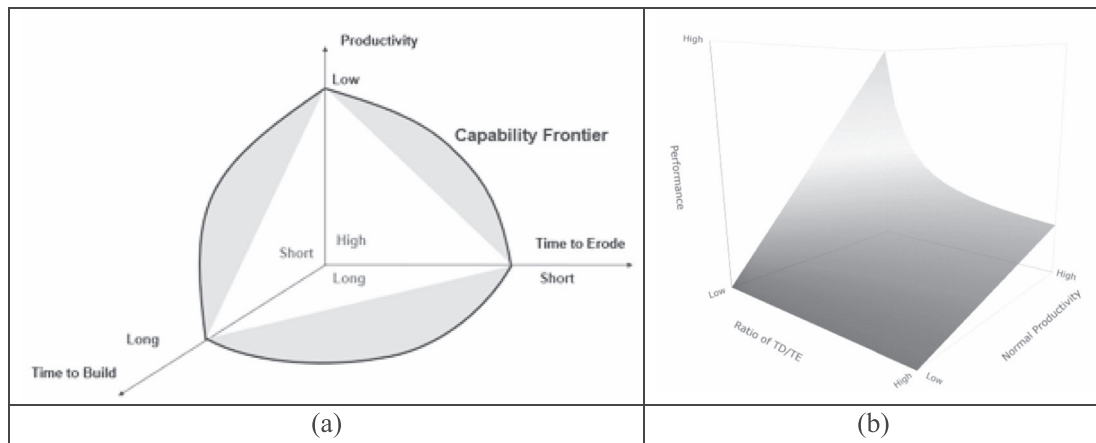 Productivity
Low
Capability Frontier
Short
High
Time to Erode
Long
Short
Long
Time to Build
(a)
High
Performance
Low
Ratio of TD/TE
High
Low
Normal Productivity
High
(b)